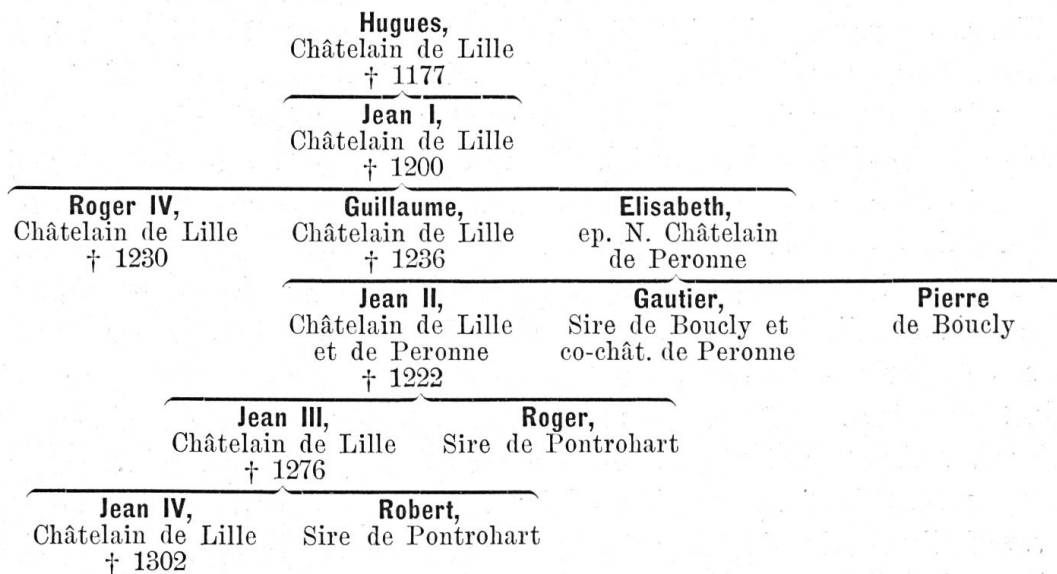 Hugues,
Châtelain de Lille
† 1177
Jean I,
Châtelain de Lille
† 1200
Roger IV,
Châtelain de Lille
† 1230
Guillaume,
Châtelain de Lille
† 1236
Elisabeth,
ep. N. Châtelain
de Peronne
Jean II,
Châtelain de Lille
et de Peronne
† 1222
Gautier,
Sire de Boucly et
co-chât. de Peronne
Pierre
de Boucly
Jean III,
Châtelain de Lille
† 1276
Roger,
Sire de Pontrohart
Jean IV,
Châtelain de Lille
† 1302
Robert,
Sire de Pontrohart